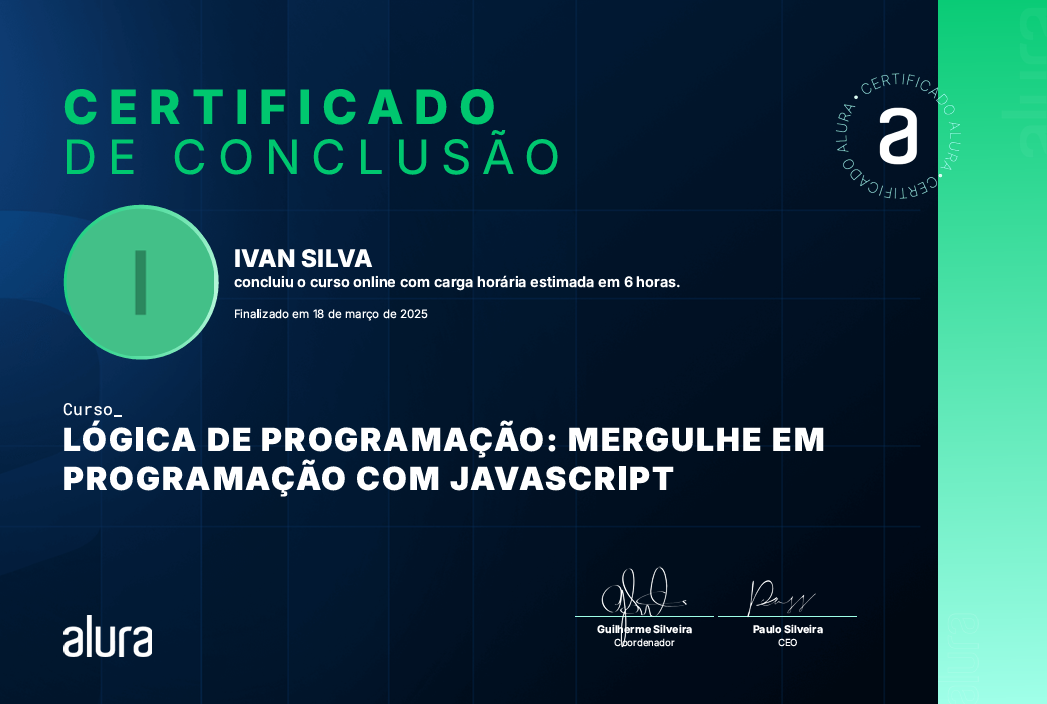 CERTIFICADO
DE CONCLUSÃO
CERTIFICADO ALURA • CERTIFICADO ALURA •
a
I
IVAN SILVA
concluiu o curso online com carga horária estimada em 6 horas.
Finalizado em 18 de março de 2025
Curso_
LÓGICA DE PROGRAMAÇÃO: MERGULHE EM
PROGRAMAÇÃO COM JAVASCRIPT
alura
Guilherme Silveira
Coordenador
Paulo Silveira
CEO
alura